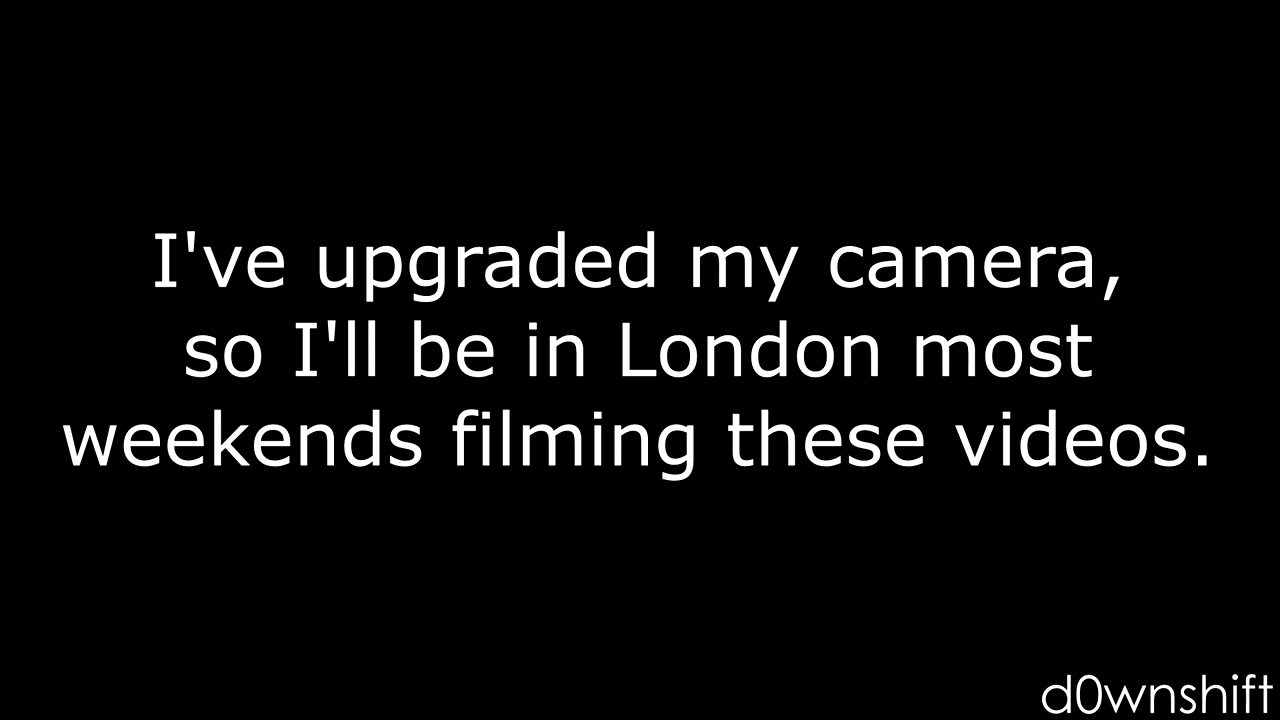 I've upgraded my camera,
so I'll be in London most
weekends filming these videos.
d0wnshift